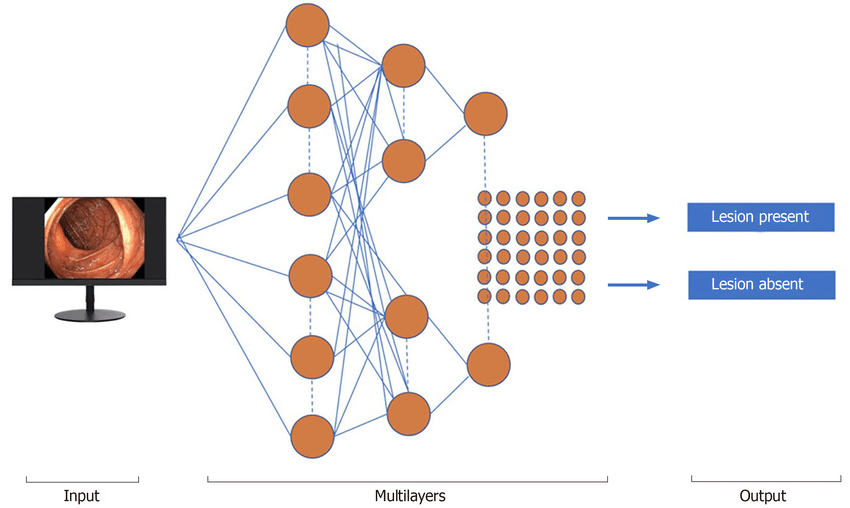 Lesion present
Lesion absent
Input
Multilayers
Output